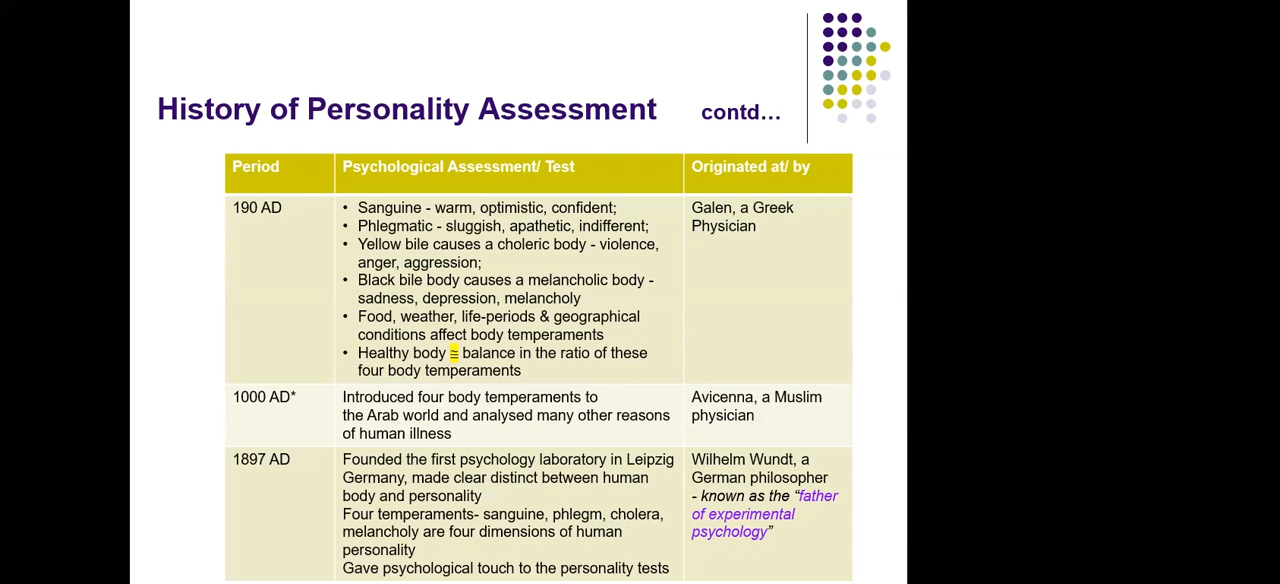 History of Personality Assessment contd…
Period Psychological Assessment/ Test Originated at/ by
190 AD
• Sanguine - warm, optimistic, confident;
• Phlegmatic - sluggish, apathetic, indifferent;
• Yellow bile causes a choleric body - violence,
anger, aggression;
• Black bile body causes a melancholic body -
sadness, depression, melancholy
• Food, weather, life-periods & geographical
conditions affect body temperaments
• Healthy body ≅ balance in the ratio of these
four body temperaments
Galen, a Greek
Physician
1000 AD*
Introduced four body temperaments to
the Arab world and analysed many other reasons
of human illness
Avicenna, a Muslim
physician
1897 AD
Founded the first psychology laboratory in Leipzig
Germany, made clear distinct between human
body and personality
Four temperaments- sanguine, phlegm, cholera,
melancholy are four dimensions of human
personality
Gave psychological touch to the personality tests
Wilhelm Wundt, a
German philosopher
- known as the “father
of experimental
psychology”